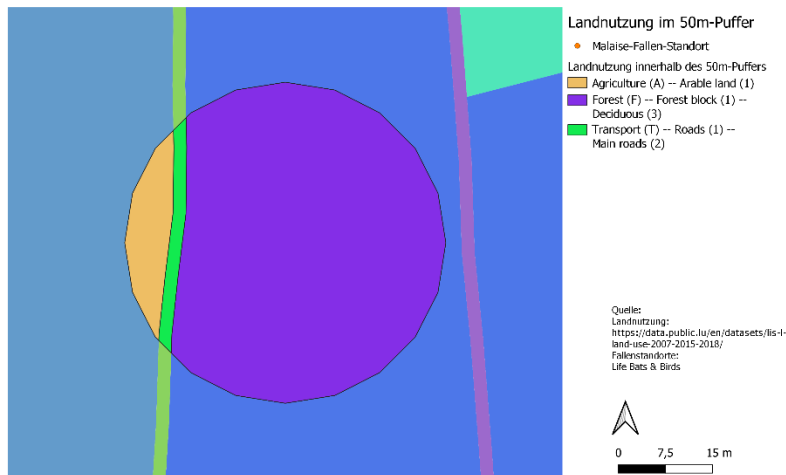 Landnutzung im 50m-Puffer
Malaise-Fallen-Standort
Landnutzung innerhalb des 50m-Puffers
Agriculture (A) -- Arable land (1)
Forest (F) -- Forest block (1) --
Deciduous (3)
Transport (T) -- Roads (1) --
Main roads (2)
Quelle:
Landnutzung:
https://data.public.lu/en/datasets/lis-l-
land-use-2007-2015-2018/
Fallenstandorte:
Life Bats & Birds
0 7,5 15 m